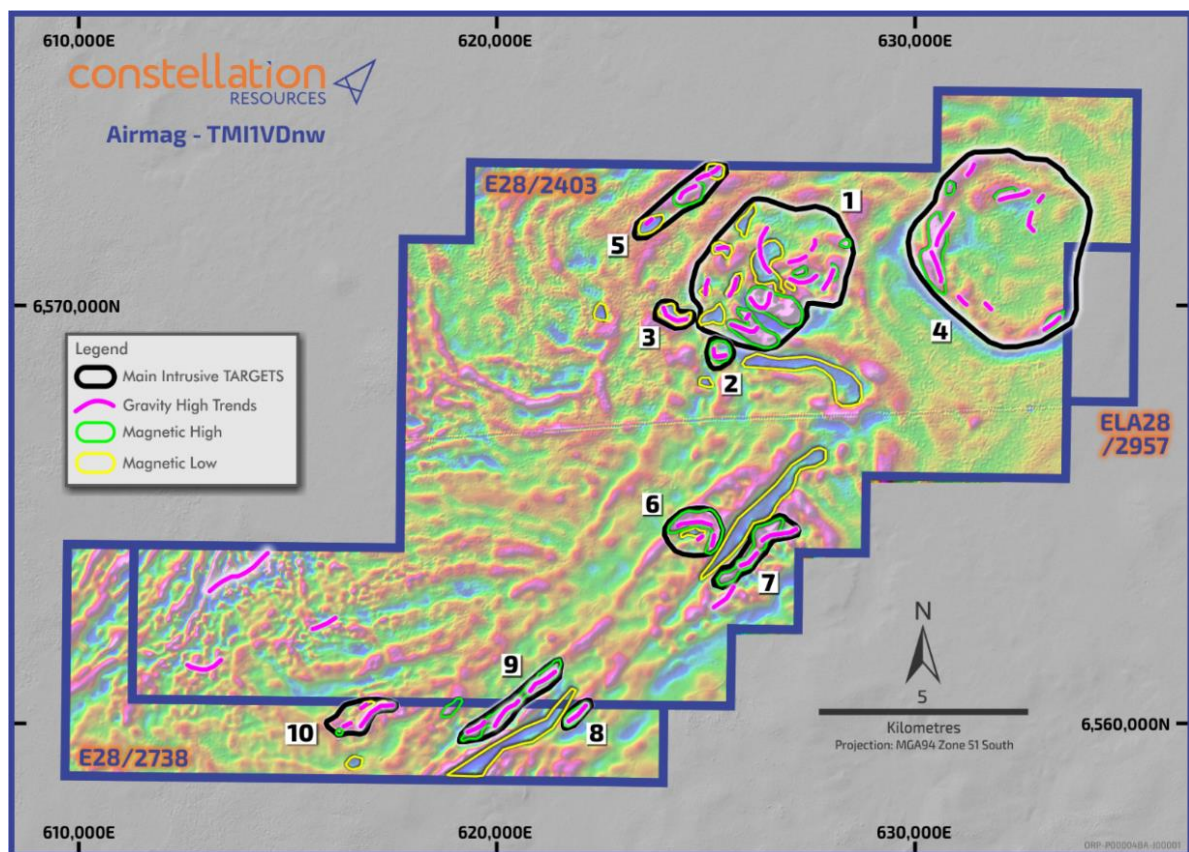 610,000E
620,000E
630,000E
constellation
RESOURCES
Airmag - TMI1VDnw
E28/2403
1
5
6,570,000N
3
4
2
Legend
Main Intrusive TARGETS
Gravity High Trends
Magnetic High
Magnetic Low
ELA28
/2957
6
7
N
5
Kilometres
Projection: MGA94 Zone 51 South
9
10
8
6,560,000N
E28/2738
610,000E
620,000E
630,000E